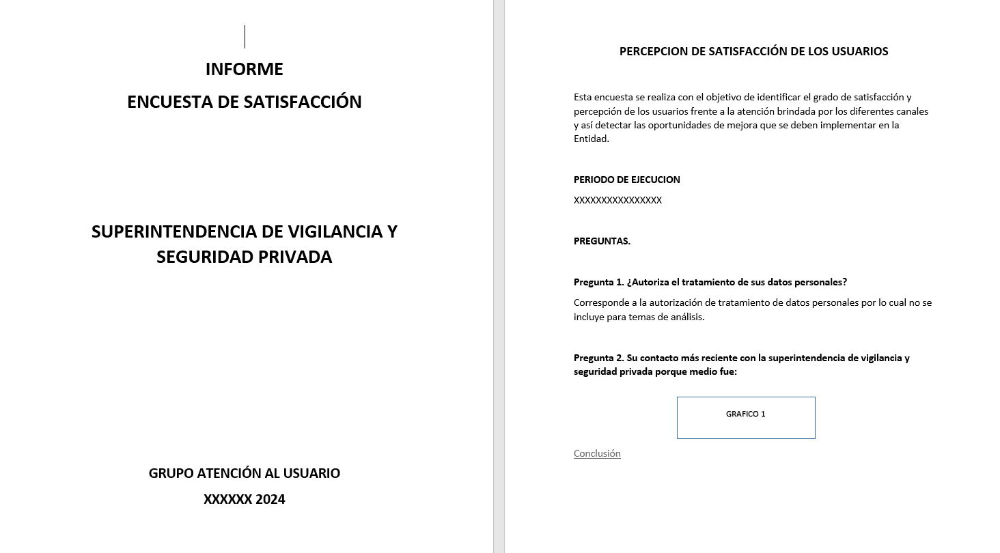 INFORME
ENCUESTA DE SATISFACCIÓN
SUPERINTENDENCIA DE VIGILANCIA Y
SEGURIDAD PRIVADA
GRUPO ATENCIÓN AL USUARIO
XXXXXX 2024
PERCEPCION DE SATISFACCIÓN DE LOS USUARIOS
Esta encuesta se realiza con el objetivo de identificar el grado de satisfacción y
percepción de los usuarios frente a la atención brindada por los diferentes canales
y así detectar las oportunidades de mejora que se deben implementar en la
Entidad.
PERIODO DE EJECUCION
XXXXXXXXXXXXXXXX
PREGUNTAS.
Pregunta 1. ¿Autoriza el tratamiento de sus datos personales?
Corresponde a la autorización de tratamiento de datos personales por lo cual no se
incluye para temas de análisis.
Pregunta 2. Su contacto más reciente con la superintendencia de vigilancia y
seguridad privada porque medio fue:
GRAFICO 1
Conclusión